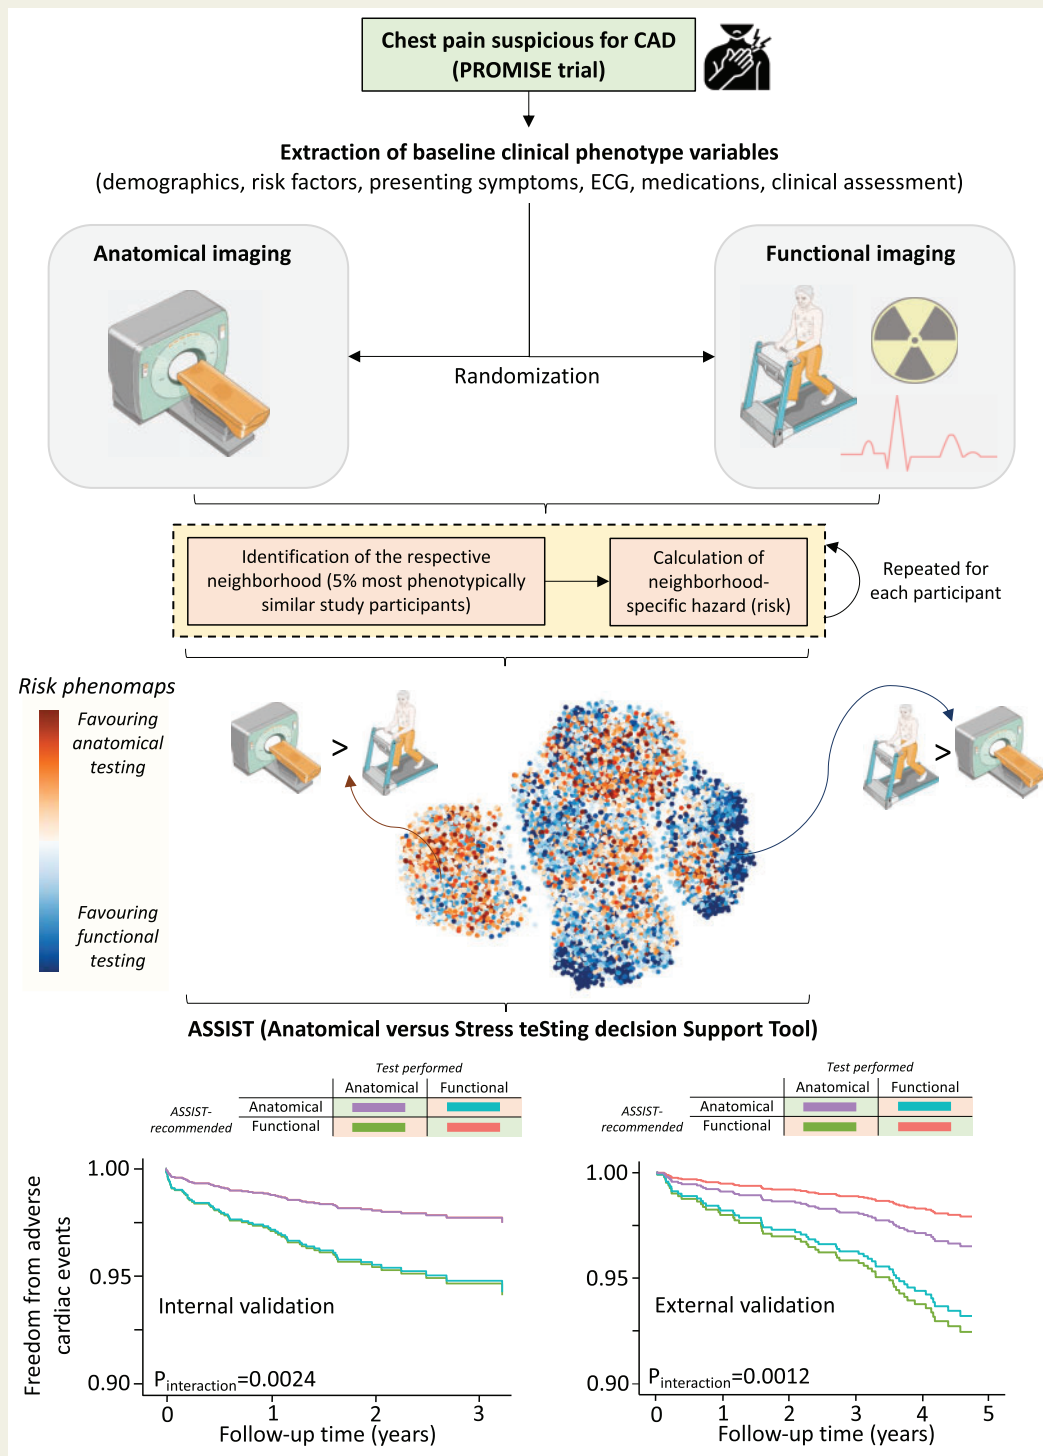 Chest pain suspicious for CAD
(PROMISE trial)
Extraction of baseline clinical phenotype variables
(demographics, risk factors, presenting symptoms, ECG, medications, clinical assessment)
Anatomical imaging
Functional imaging
Randomization
Identification of the respective
neighborhood (5% most phenotypically
similar study participants)
Calculation of
neighborhood-
specific hazard (risk)
Repeated for
each participant
Risk phenomaps
Favouring
anatomical
testing
Favouring
functional
testing
>
>
ASSIST (Anatomical versus Stress teSting decIsion Support Tool)
Test performed
Anatomical Functional
ASSIST-
recommended
Anatomical
Functional
Test performed
Anatomical Functional
ASSIST-
recommended
Anatomical
Functional
Freedom from adverse
cardiac events
1.00
0.95
0.90
Internal validation
Pinteraction=0.0024
0 1 2 3
Follow-up time (years)
1.00
0.95
0.90
External validation
Pinteraction=0.0012
0 1 2 3 4 5
Follow-up time (years)